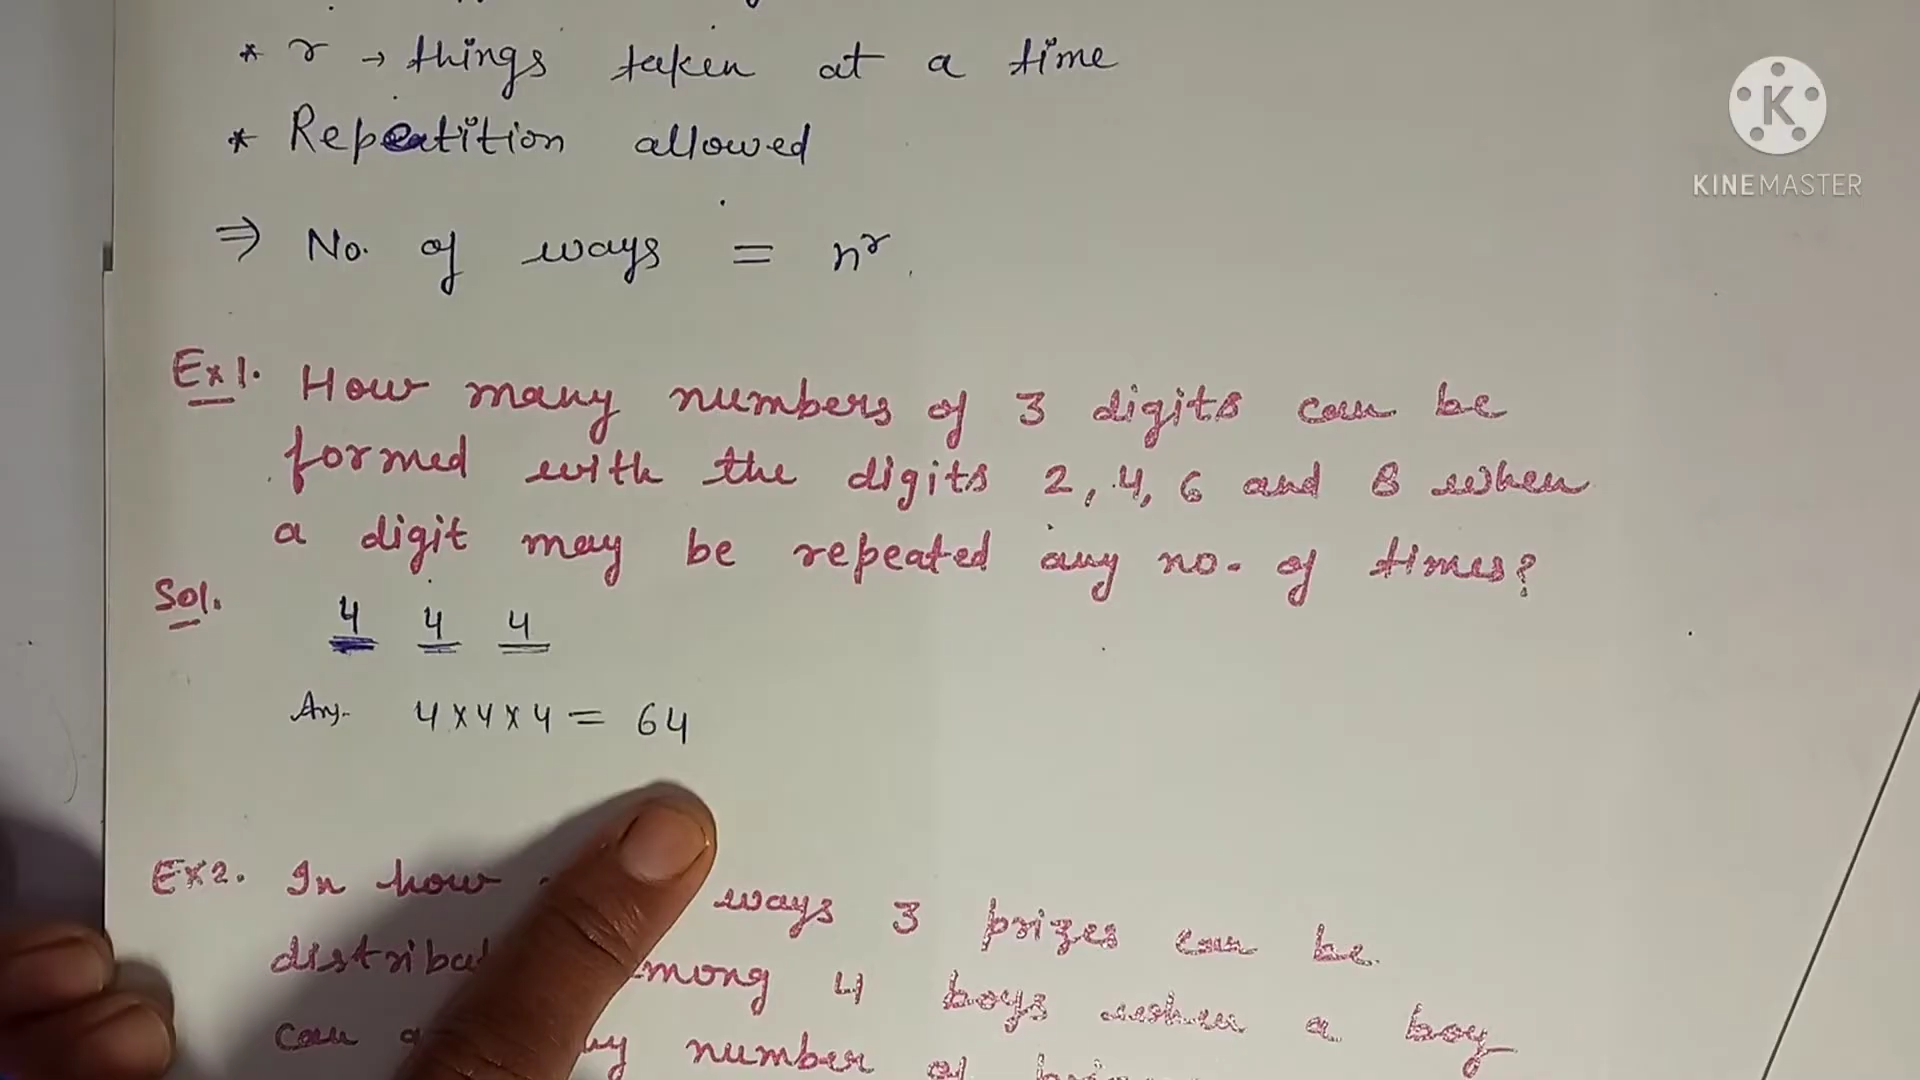 * r → things taken at a time
* Repeatition allowed
⇒ No. of ways = n^r
Ex1. How many numbers of 3 digits can be
formed with the digits 2, 4, 6 and 8 when
a digit may be repeated any no. of times?
Sol.
4 4 4
Ans. 4×4×4 = 64
Ex2. In how ways 3 prizes can be
among 4 boys when a boy
can number of
K
KINEMASTER